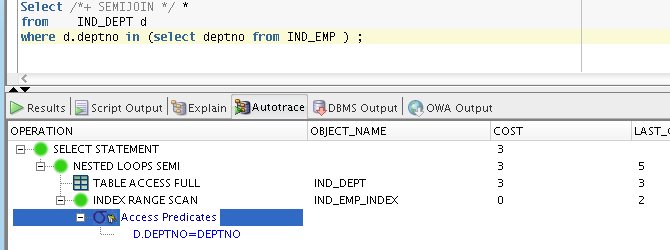 Select /*+ SEMIJOIN */ *
from IND_DEPT d
where d.deptno in (select deptno from IND_EMP ) ;
Results Script Output Explain Autotrace DBMS Output OWA Output
OPERATION OBJECT_NAME COST LAST_
SELECT STATEMENT 3
NESTED LOOPS SEMI 3 5
TABLE ACCESS FULL IND_DEPT 3 3
INDEX RANGE SCAN IND_EMP_INDEX 0 2
Access Predicates
D.DEPTNO=DEPTNO